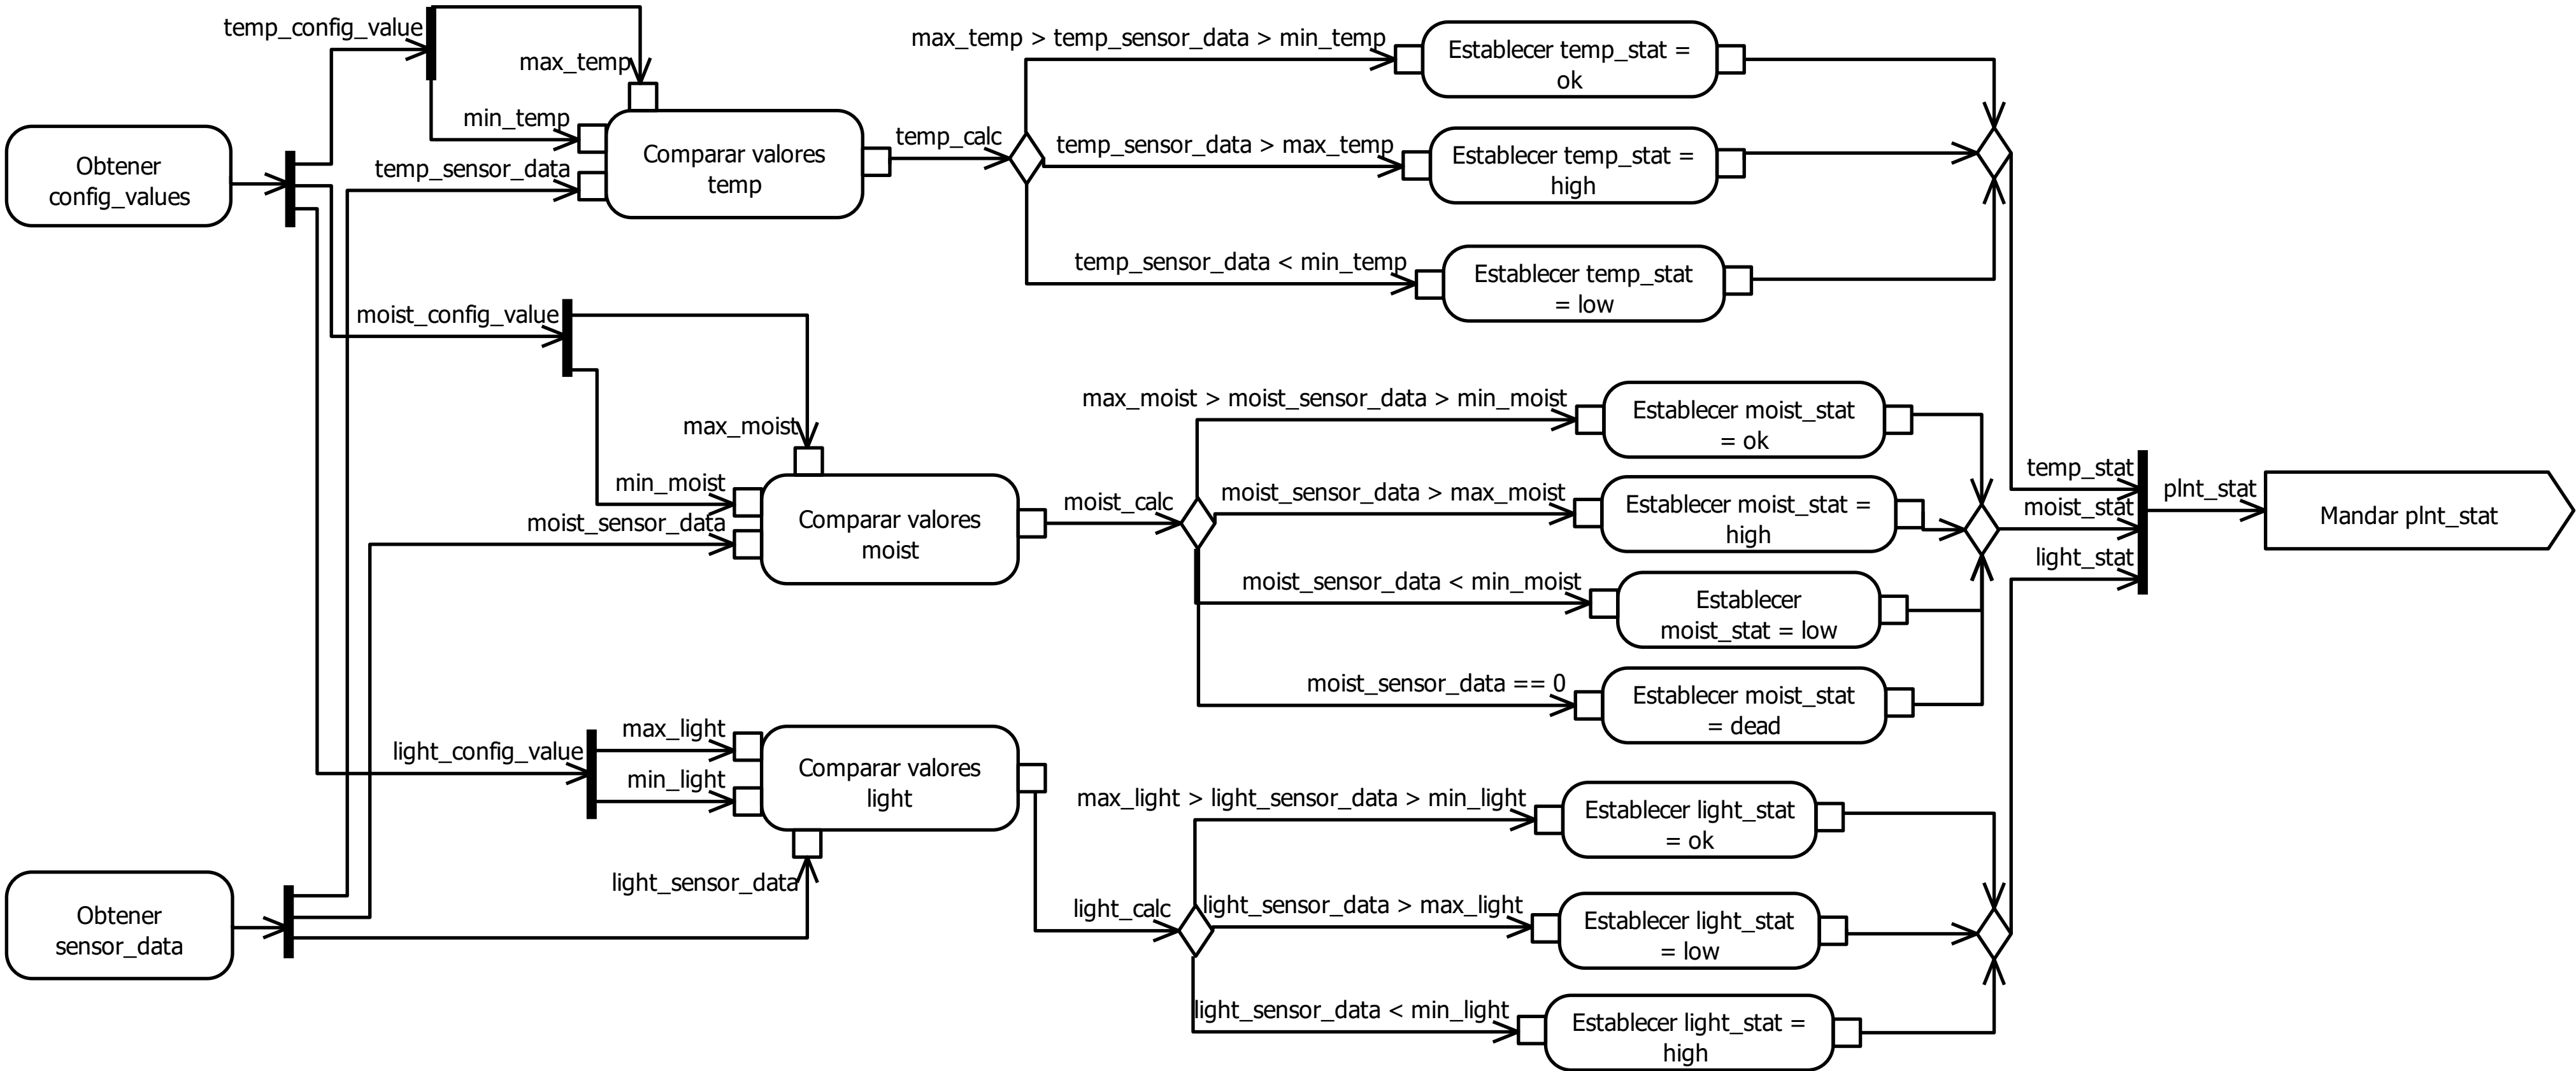 temp_config_value
max_temp
min_temp
temp_sensor_data
Obtener
config_values
Comparar valores
temp
temp_calc
max_temp > temp_sensor_data > min_temp
Establecer temp_stat =
ok
temp_sensor_data > max_temp
Establecer temp_stat =
high
temp_sensor_data < min_temp
Establecer temp_stat
= low
moist_config_value
max_moist
min_moist
moist_sensor_data
Comparar valores
moist
moist_calc
max_moist > moist_sensor_data > min_moist
Establecer moist_stat
= ok
moist_sensor_data > max_moist
Establecer moist_stat =
high
moist_sensor_data < min_moist
Establecer
moist_stat = low
moist_sensor_data == 0
Establecer moist_stat
= dead
temp_stat
moist_stat
light_stat
plnt_stat
Mandar plnt_stat
light_config_value
max_light
min_light
Comparar valores
light
light_sensor_data
Obtener
sensor_data
light_calc
max_light > light_sensor_data > min_light
Establecer light_stat
= ok
light_sensor_data > max_light
Establecer light_stat
= low
light_sensor_data < min_light
Establecer light_stat =
high